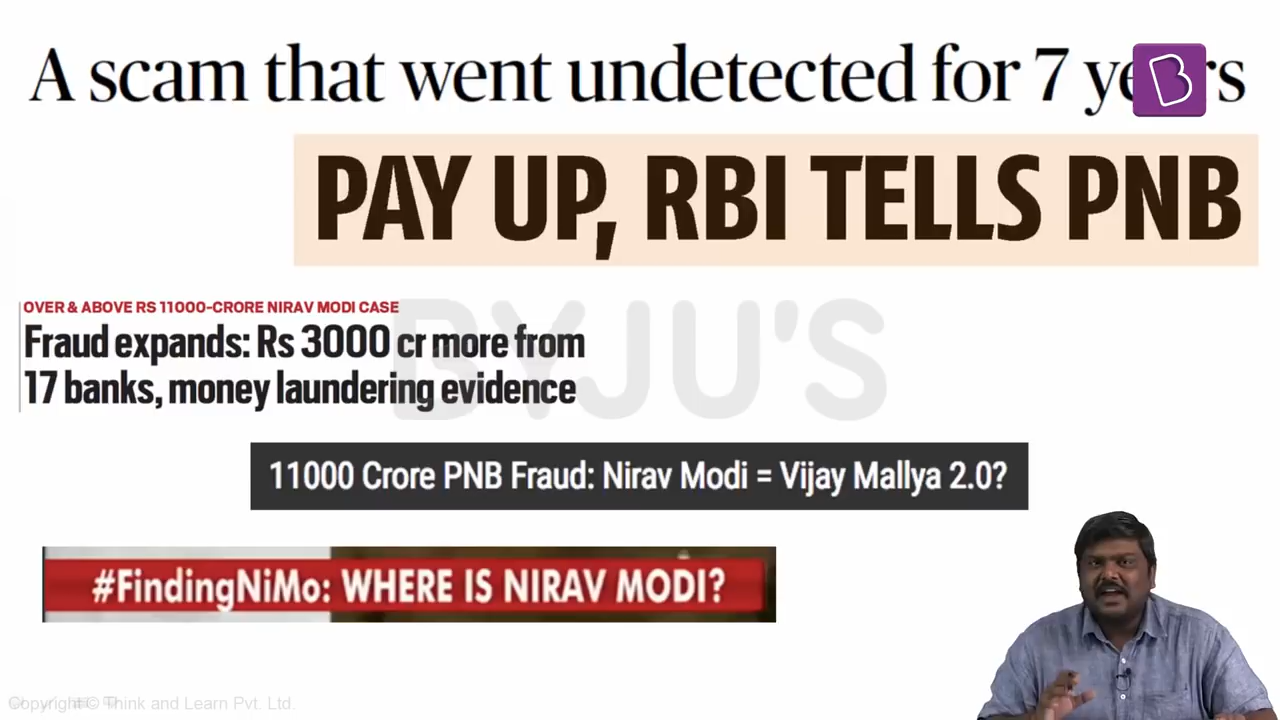 A scam that went undetected for 7 years
PAY UP, RBI TELLS PNB
OVER & ABOVE RS 11000-CRORE NIRAV MODI CASE
Fraud expands: Rs 3000 cr more from
17 banks, money laundering evidence
BYJU'S
11000 Crore PNB Fraud: Nirav Modi = Vijay Mallya 2.0?
#FindingNiMo: WHERE IS NIRAV MODI?
Copyright © Think and Learn Pvt. Ltd.